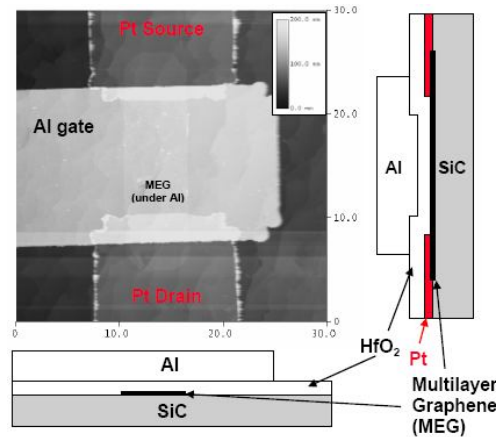 Pt Source
200.0 nm
100.0 nm
0.0 nm
30.0
20.0
10.0
0
Al gate
MEG
(under Al)
Pt Drain
0
10.0
20.0
30.0
Al
SiC
HfO2
Pt
Multilayer
Graphene
(MEG)
Al
SiC